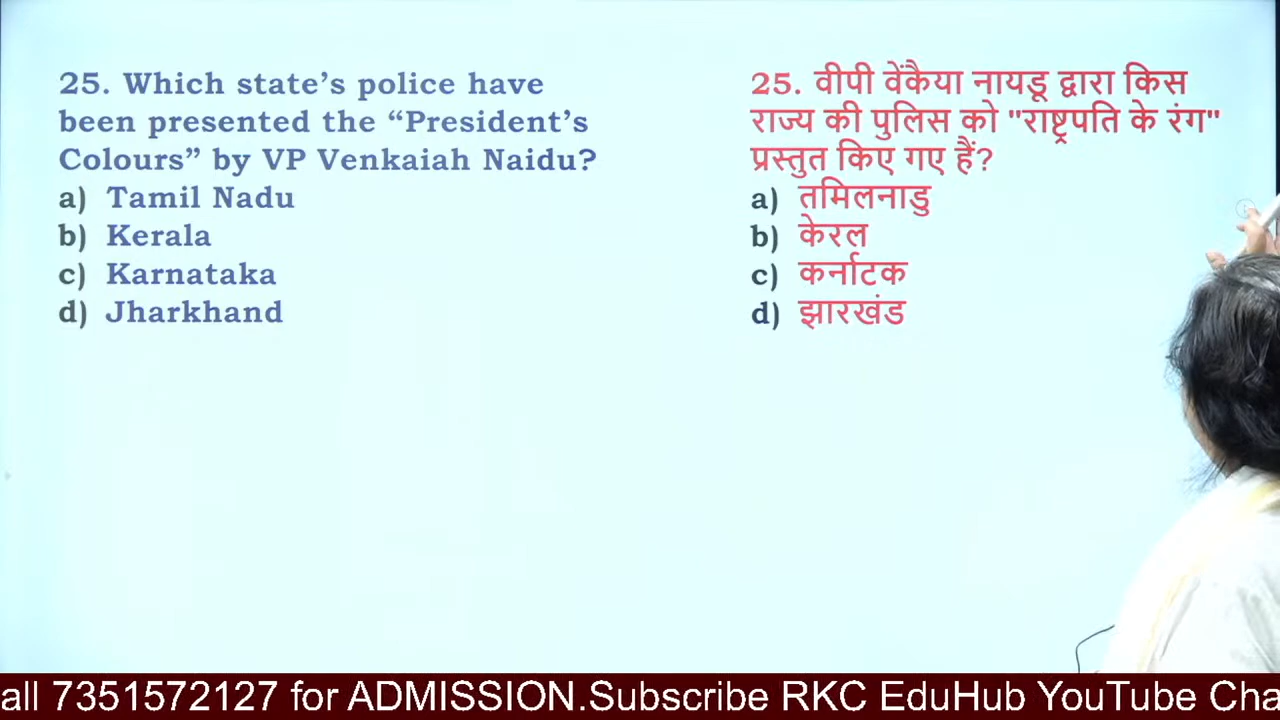 25. Which state's police have
been presented the “President's
Colours” by VP Venkaiah Naidu?
a) Tamil Nadu
b) Kerala
c) Karnataka
d) Jharkhand
25. वीपी वेंकैया नायडू द्वारा किस
राज्य की पुलिस को "राष्ट्रपति के रंग"
प्रस्तुत किए गए हैं?
a) तमिलनाडु
b) केरल
c) कर्नाटक
d) झारखंड
all 7351572127 for ADMISSION.Subscribe RKC EduHub YouTube Cha